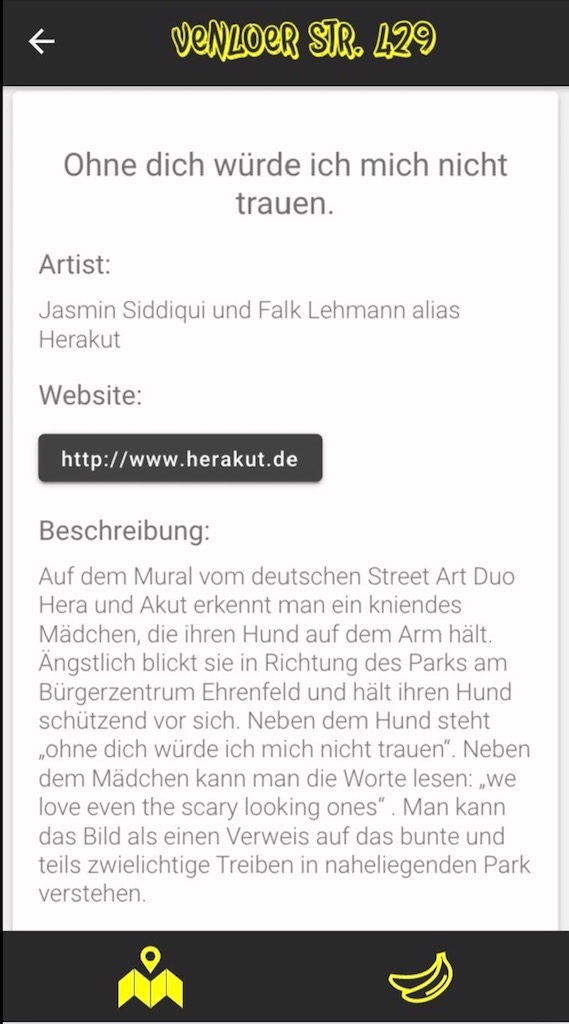 VENLOER STR. 429
Ohne dich würde ich mich nicht
trauen.
Artist:
Jasmin Siddiqui und Falk Lehmann alias
Herakut
Website:
http://www.herakut.de
Beschreibung:
Auf dem Mural vom deutschen Street Art Duo
Hera und Akut erkennt man ein kniendes
Mädchen, die ihren Hund auf dem Arm hält.
Ängstlich blickt sie in Richtung des Parks am
Bürgerzentrum Ehrenfeld und hält ihren Hund
schützend vor sich. Neben dem Hund steht
„ohne dich würde ich mich nicht trauen“. Neben
dem Mädchen kann man die Worte lesen: „we
love even the scary looking ones“ . Man kann
das Bild als einen Verweis auf das bunte und
teils zwielichtige Treiben in naheliegenden Park
verstehen.